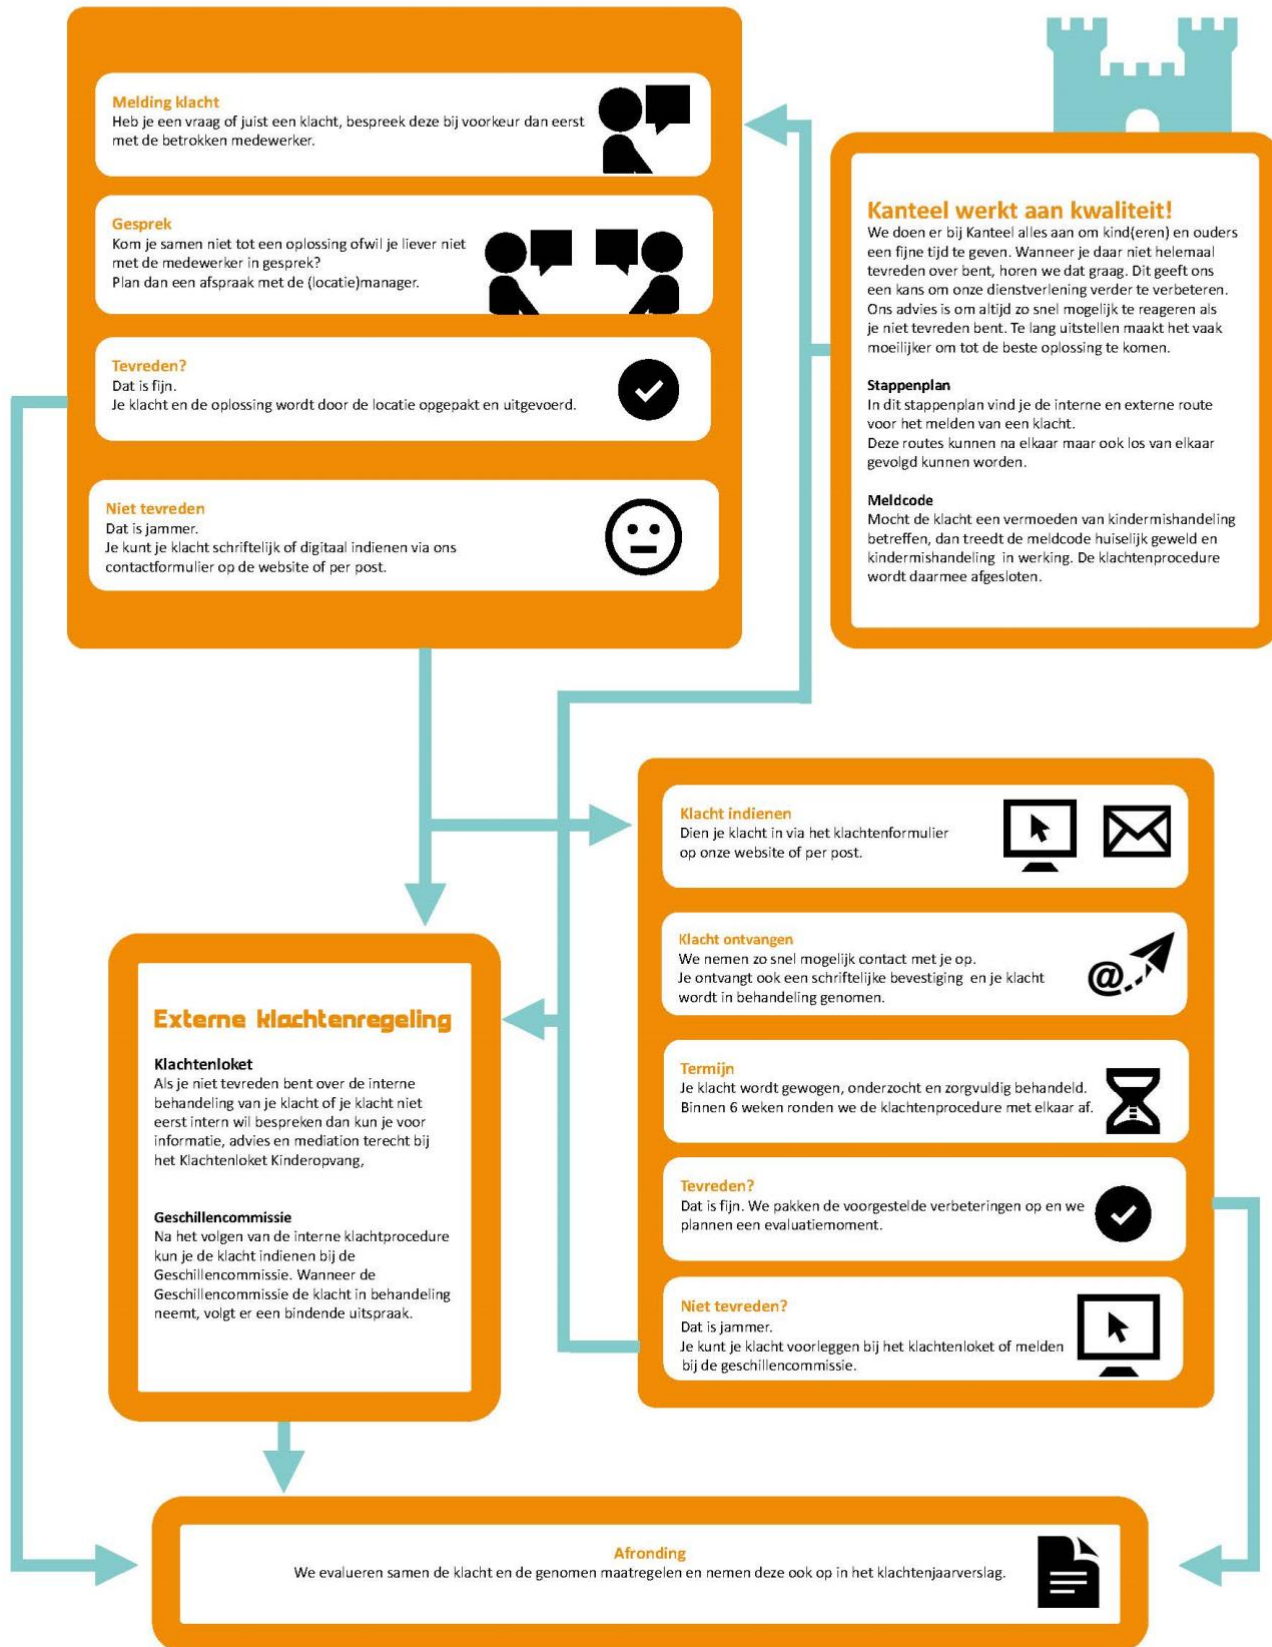 Melding klacht
Heb je een vraag of juist een klacht, bespreek deze bij voorkeur dan eerst
met de betrokken medewerker.
Gesprek
Kom je samen niet tot een oplossing ofwil je liever niet
met de medewerker in gesprek?
Plan dan een afspraak met de (locatie)manager.
Tevreden?
Dat is fijn.
Je klacht en de oplossing wordt door de locatie opgepakt en uitgevoerd.
Niet tevreden
Dat is jammer.
Je kunt je klacht schriftelijk of digitaal indienen via ons
contactformulier op de website of per post.
Kanteel werkt aan kwaliteit!
We doen er bij Kanteel alles aan om kind(eren) en ouders
een fijne tijd te geven. Wanneer je daar niet helemaal
tevreden over bent, horen we dat graag. Dit geeft ons
een kans om onze dienstverlening verder te verbeteren.
Ons advies is om altijd zo snel mogelijk te reageren als
je niet tevreden bent. Te lang uitstellen maakt het vaak
moeilijker om tot de beste oplossing te komen.
Stappenplan
In dit stappenplan vind je de interne en externe route
voor het melden van een klacht.
Deze routes kunnen na elkaar maar ook los van elkaar
gevolgd kunnen worden.
Meldcode
Mocht de klacht een vermoeden van kindermishandeling
betreffen, dan treedt de meldcode huiselijk geweld en
kindermishandeling in werking. De klachtenprocedure
wordt daarmee afgesloten.
Klacht indienen
Dien je klacht in via het klachtenformulier
op onze website of per post.
Klacht ontvangen
We nemen zo snel mogelijk contact met je op.
Je ontvangt ook een schriftelijke bevestiging en je klacht
wordt in behandeling genomen.
@
Termijn
Je klacht wordt gewogen, onderzocht en zorgvuldig behandeld.
Binnen 6 weken ronden we de klachtenprocedure met elkaar af.
Tevreden?
Dat is fijn. We pakken de voorgestelde verbeteringen op en we
plannen een evaluatiemoment.
Niet tevreden?
Dat is jammer.
Je kunt je klacht voorleggen bij het klachtenloket of melden
bij de geschillencommissie.
Externe klachtenregeling
Klachtenloket
Als je niet tevreden bent over de interne
behandeling van je klacht of je klacht niet
eerst intern wil bespreken dan kun je voor
informatie, advies en mediation terecht bij
het Klachtenloket Kinderopvang,
Geschillencommissie
Na het volgen van de interne klachtprocedure
kun je de klacht indienen bij de
Geschillencommissie. Wanneer de
Geschillencommissie de klacht in behandeling
neemt, volgt er een bindende uitspraak.
Afronding
We evalueren samen de klacht en de genomen maatregelen en nemen deze ook op in het klachtenjaarverslag.